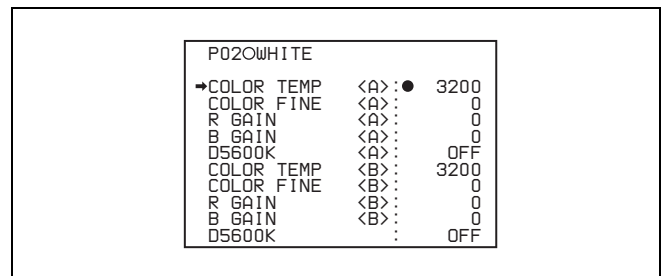 P02○WHITE
➡COLOR TEMP <A>:● 3200
COLOR FINE <A>: 0
R GAIN <A>: 0
B GAIN <A>: 0
D5600K <A>: OFF
COLOR TEMP <B>: 3200
COLOR FINE <B>: 0
R GAIN <B>: 0
B GAIN <B>: 0
D5600K : OFF